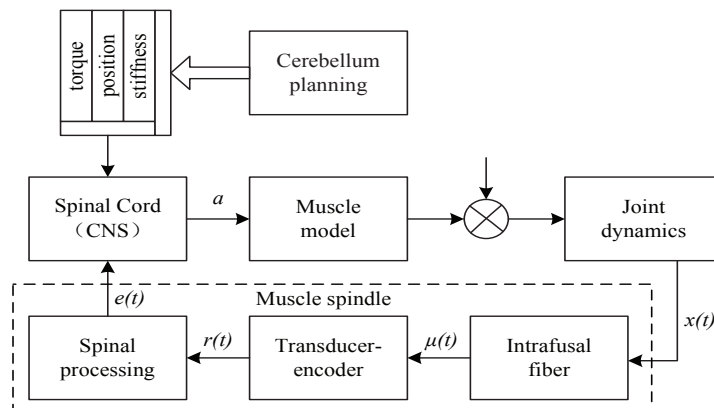 torque
position
stiffness
Cerebellum
planning
Spinal Cord
（CNS）
a
Muscle
model
Joint
dynamics
e(t)
Muscle spindle
x(t)
Spinal
processing
r(t)
Transducer-
encoder
μ(t)
Intrafusal
fiber